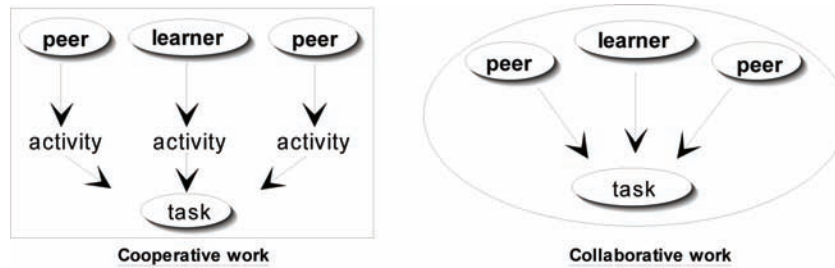 peer learner peer
activity activity activity
task
Cooperative work
learner
peer peer
task
Collaborative work